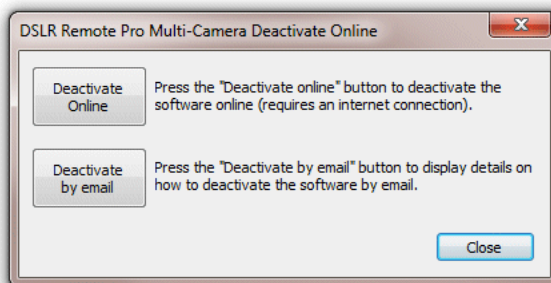 DSLR Remote Pro Multi-Camera Deactivate Online
Deactivate
Online
Press the "Deactivate online" button to deactivate the
software online (requires an internet connection).
Deactivate
by email
Press the "Deactivate by email" button to display details on
how to deactivate the software by email.
Close